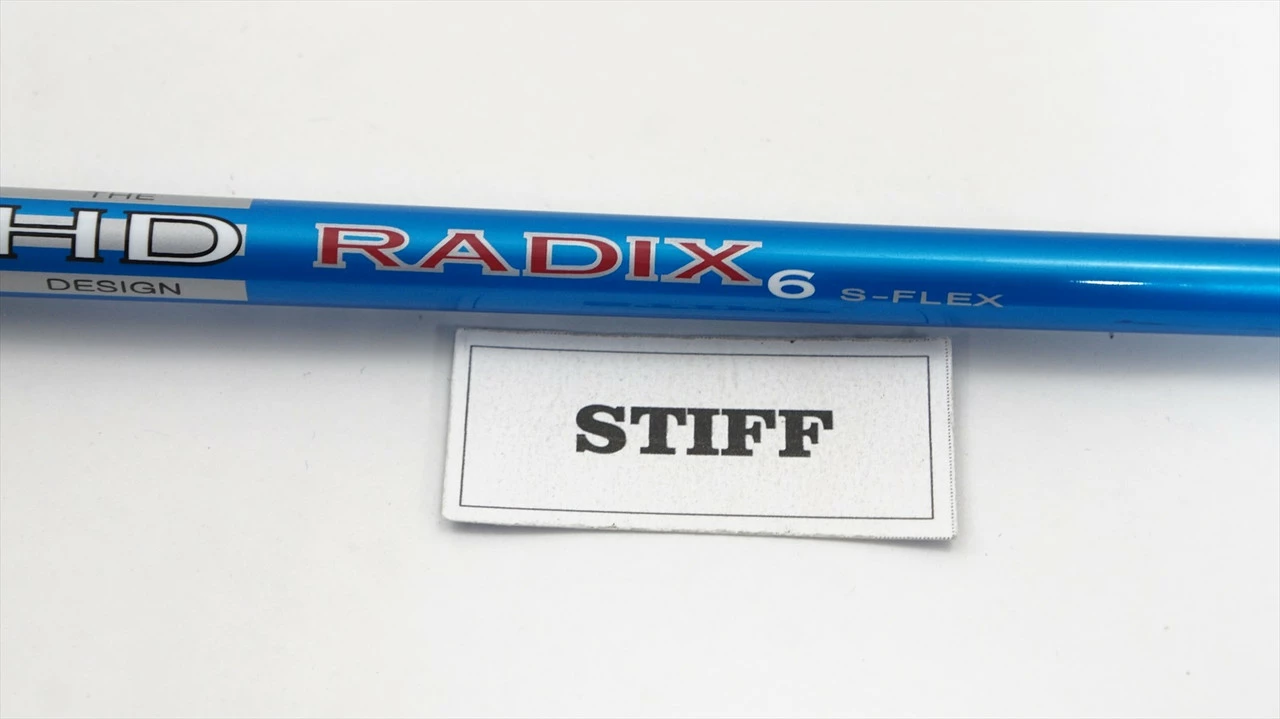 THE
HD RADIX 6 S-FLEX
DESIGN
STIFF